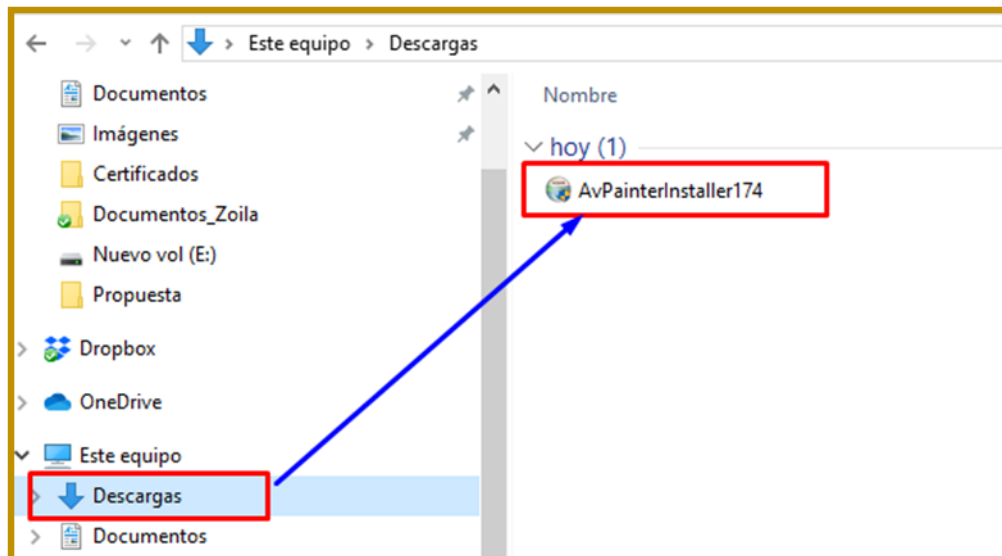 Este equipo > Descargas
Documentos
Imágenes
Certificados
Documentos_Zoila
Nuevo vol (E:)
Propuesta
Dropbox
OneDrive
Este equipo
Descargas
Documentos
Nombre
hoy (1)
AvPainterInstaller174